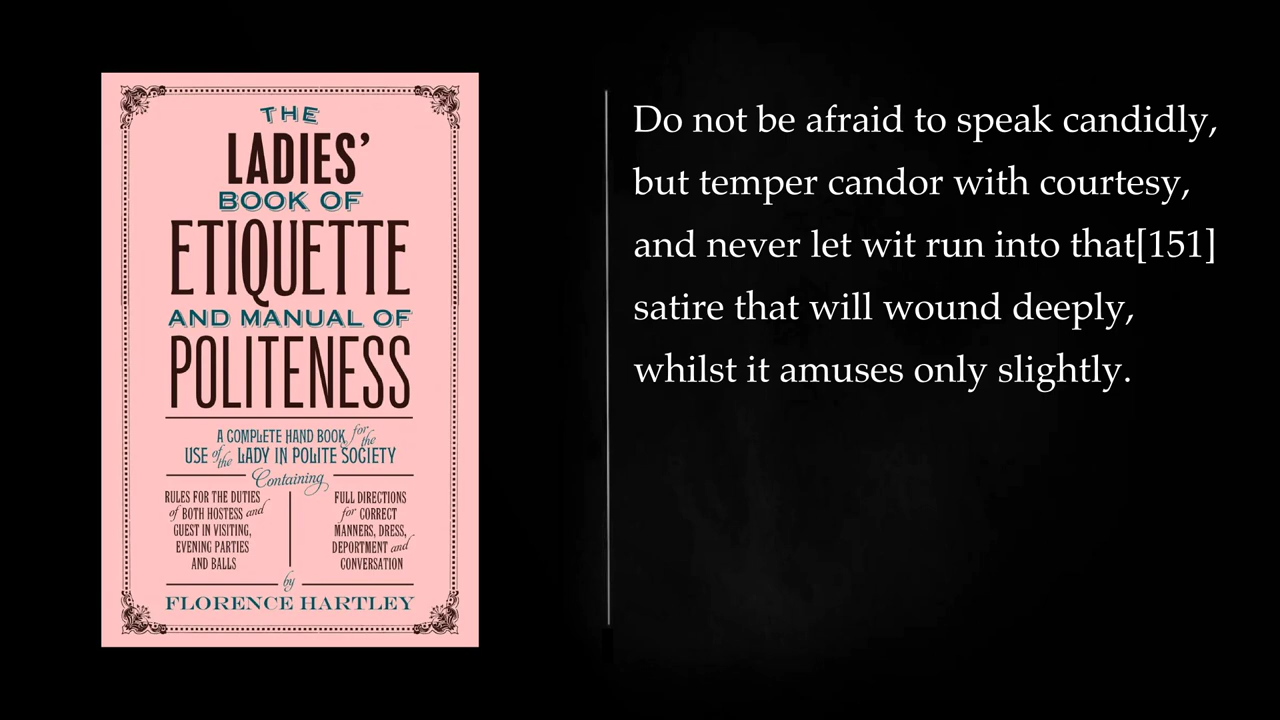 THE
LADIES'
BOOK OF
ETIQUETTE
AND MANUAL OF
POLITENESS
A COMPLETE HAND BOOK for the
USE of the LADY IN POLITE SOCIETY
Containing
RULES FOR THE DUTIES
of BOTH HOSTESS and
GUEST IN VISITING,
EVENING PARTIES
AND BALLS
FULL DIRECTIONS
for CORRECT
MANNERS, DRESS,
DEPORTMENT and
CONVERSATION
by
FLORENCE HARTLEY
Do not be afraid to speak candidly,
but temper candor with courtesy,
and never let wit run into that[151]
satire that will wound deeply,
whilst it amuses only slightly.